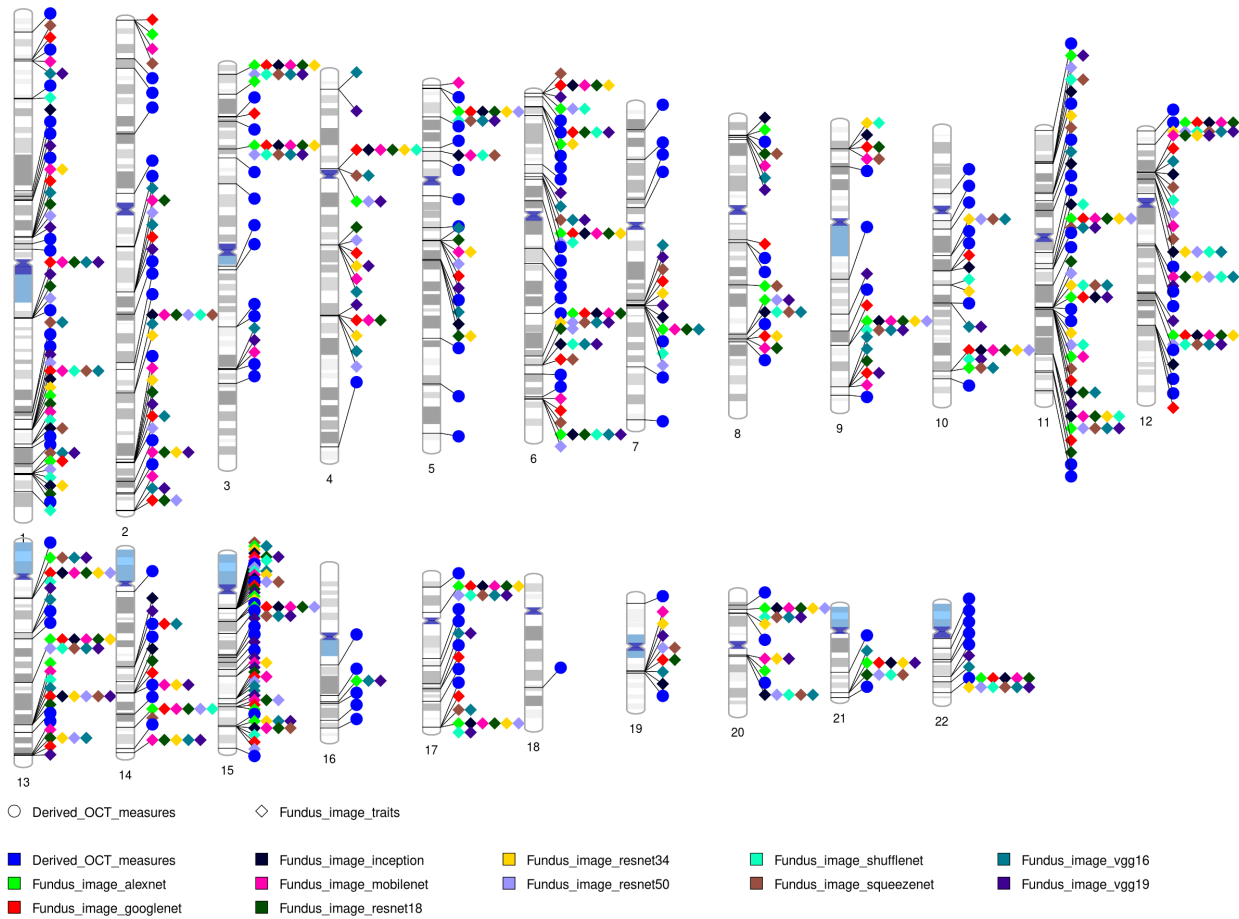 3 4 5 6 7 8 9 10 11 12
1 2
13 14 15 16 17 18 19 20 21 22
Derived_OCT_measures Fundus_image_traits
Derived_OCT_measures Fundus_image_inception Fundus_image_resnet34 Fundus_image_shufflenet Fundus_image_vgg16
Fundus_image_alexnet Fundus_image_mobilenet Fundus_image_resnet50 Fundus_image_squeezenet Fundus_image_vgg19
Fundus_image_googlenet Fundus_image_resnet18